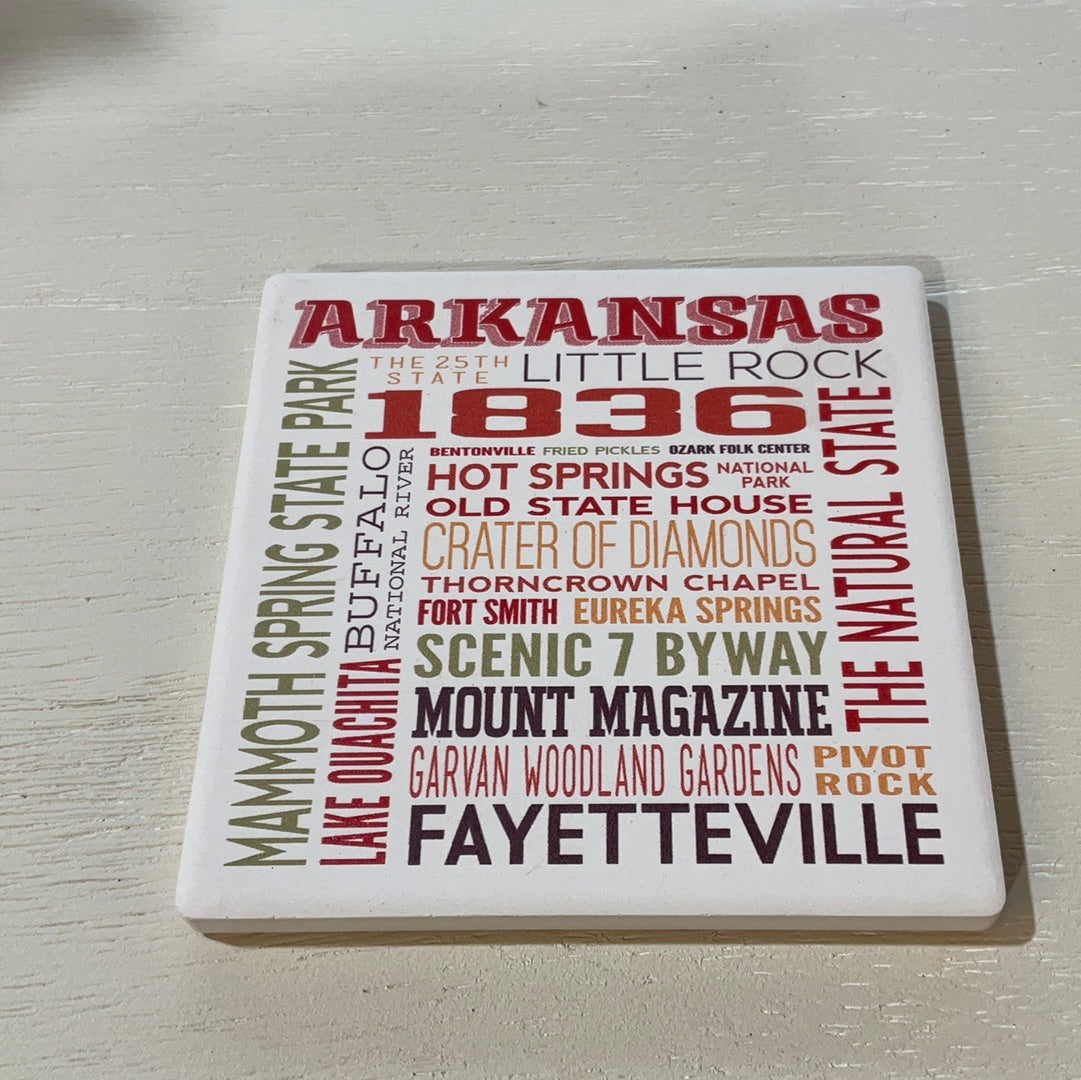 ARKANSAS
THE 25TH
STATE
LITTLE ROCK
1836
BENTONVILLE FRIED PICKLES OZARK FOLK CENTER
HOT SPRINGS
NATIONAL
PARK
OLD STATE HOUSE
CRATER OF DIAMONDS
THORNCROWN CHAPEL
FORT SMITH EUREKA SPRINGS
SCENIC 7 BYWAY
MOUNT MAGAZINE
GARVAN WOODLAND GARDENS
PIVOT
ROCK
FAYETTEVILLE
MAMMOTH SPRING STATE PARK
LAKE OUACHITA
BUFFALO
NATIONAL RIVER
THE NATURAL STATE